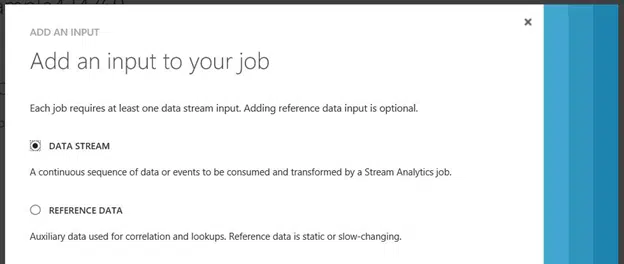 ADD AN INPUT
Add an input to your job
Each job requires at least one data stream input. Adding reference data input is optional.
DATA STREAM
A continuous sequence of data or events to be consumed and transformed by a Stream Analytics job.
REFERENCE DATA
Auxiliary data used for correlation and lookups. Reference data is static or slow-changing.